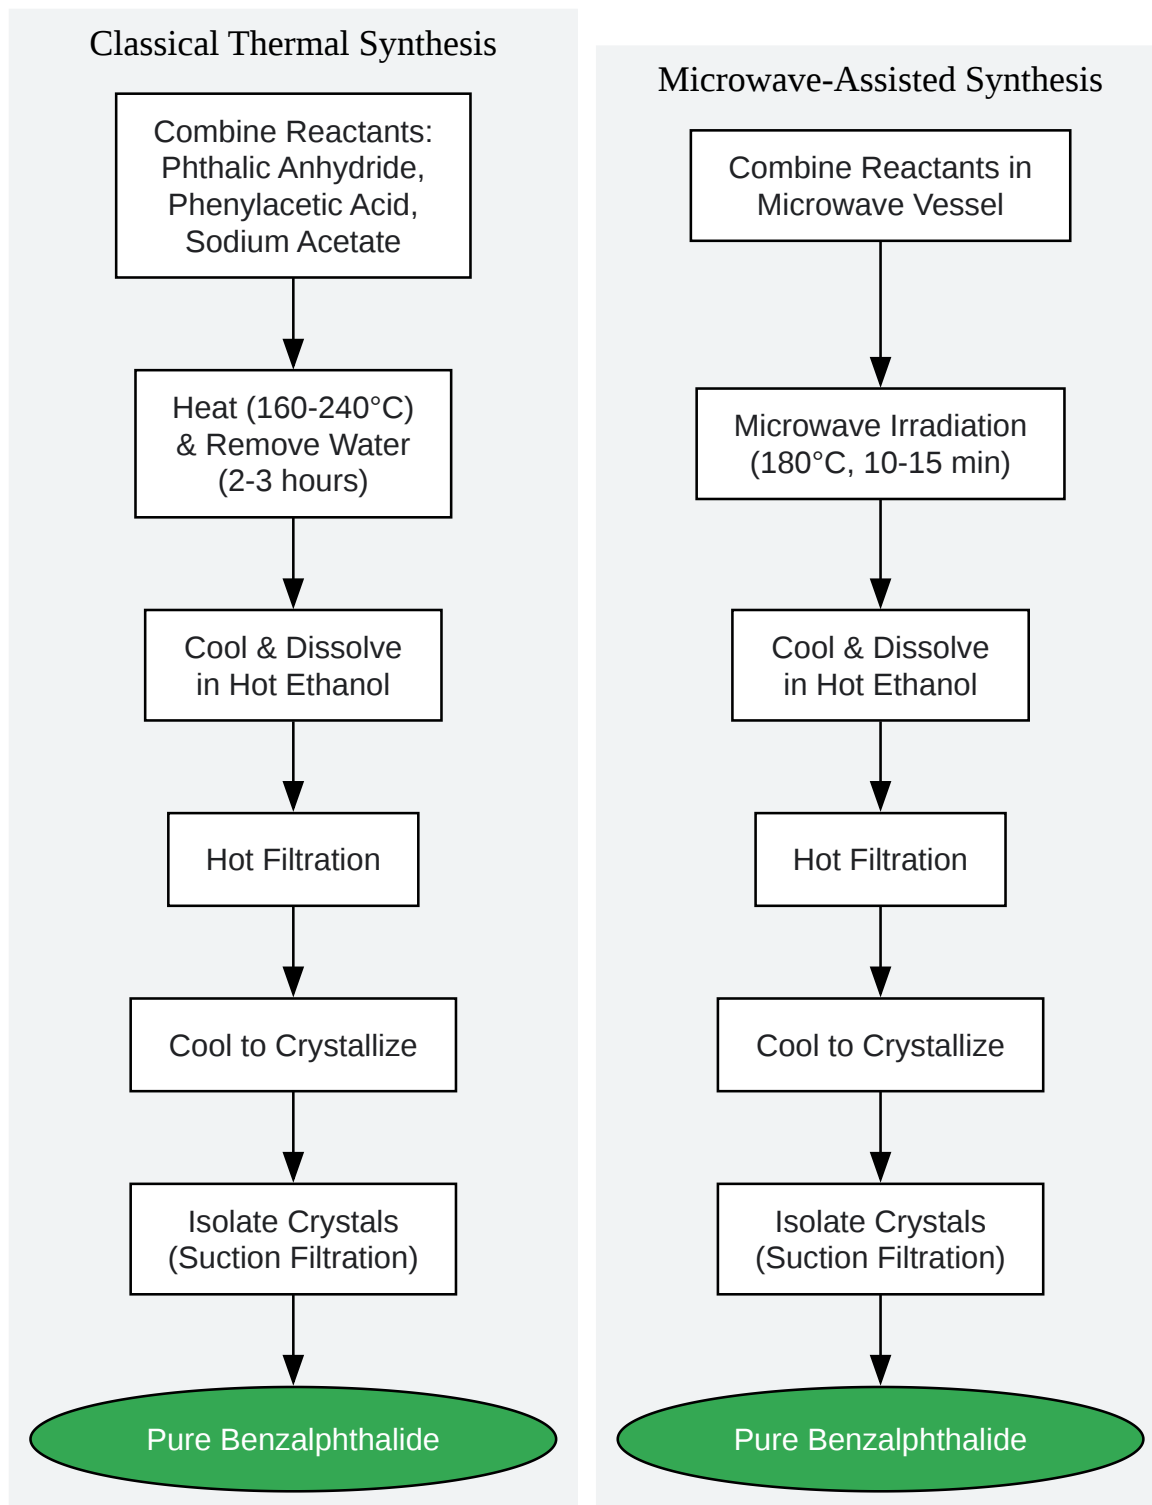 Classical Thermal Synthesis
Combine Reactants:
Phthalic Anhydride,
Phenylacetic Acid,
Sodium Acetate
Heat (160-240°C)
& Remove Water
(2-3 hours)
Cool & Dissolve
in Hot Ethanol
Hot Filtration
Cool to Crystallize
Isolate Crystals
(Suction Filtration)
Pure Benzalphthalide
Microwave-Assisted Synthesis
Combine Reactants in
Microwave Vessel
Microwave Irradiation
(180°C, 10-15 min)
Cool & Dissolve
in Hot Ethanol
Hot Filtration
Cool to Crystallize
Isolate Crystals
(Suction Filtration)
Pure Benzalphthalide